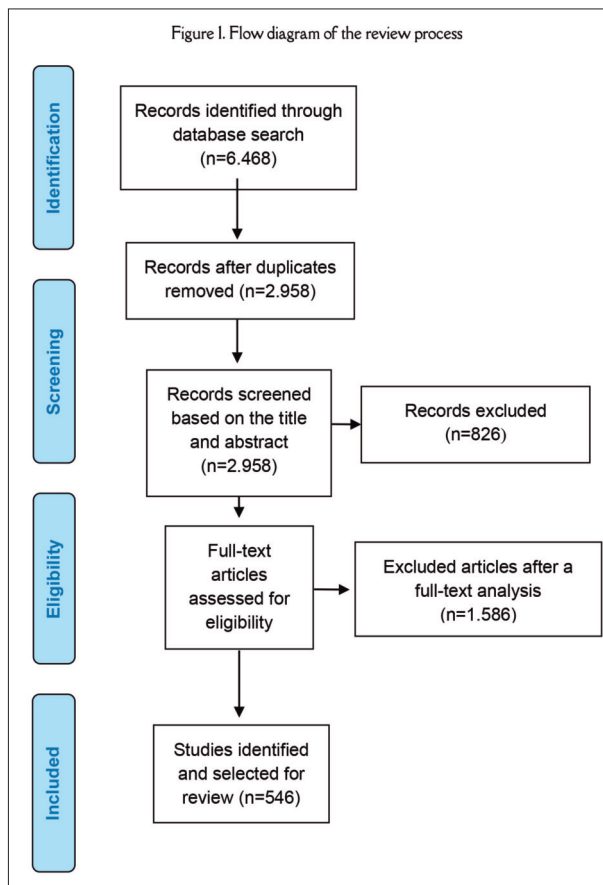 Figure 1. Flow diagram of the review process
Identification
Records identified through
database search
(n=6.468)
Records after duplicates
removed (n=2.958)
Screening
Records screened
based on the title
and abstract
(n=2.958)
Records excluded
(n=826)
Eligibility
Full-text
articles
assessed for
eligibility
Excluded articles after a
full-text analysis
(n=1.586)
Included
Studies identified
and selected for
review (n=546)